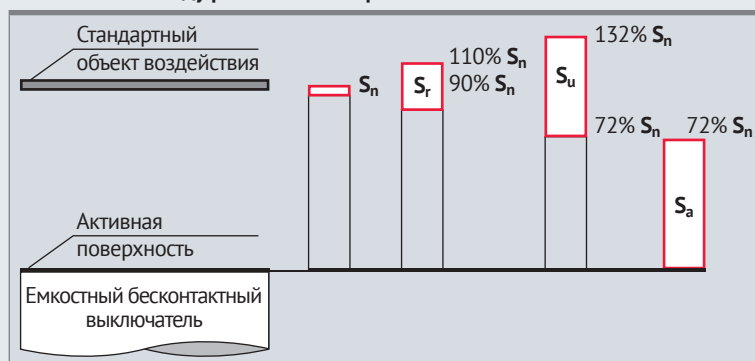 Стандартный
объект воздействия
Sn
110% Sn
90% Sn
Sr
132% Sn
Su
72% Sn
72% Sn
Sa
Активная
поверхность
Емкостный бесконтактный
выключатель